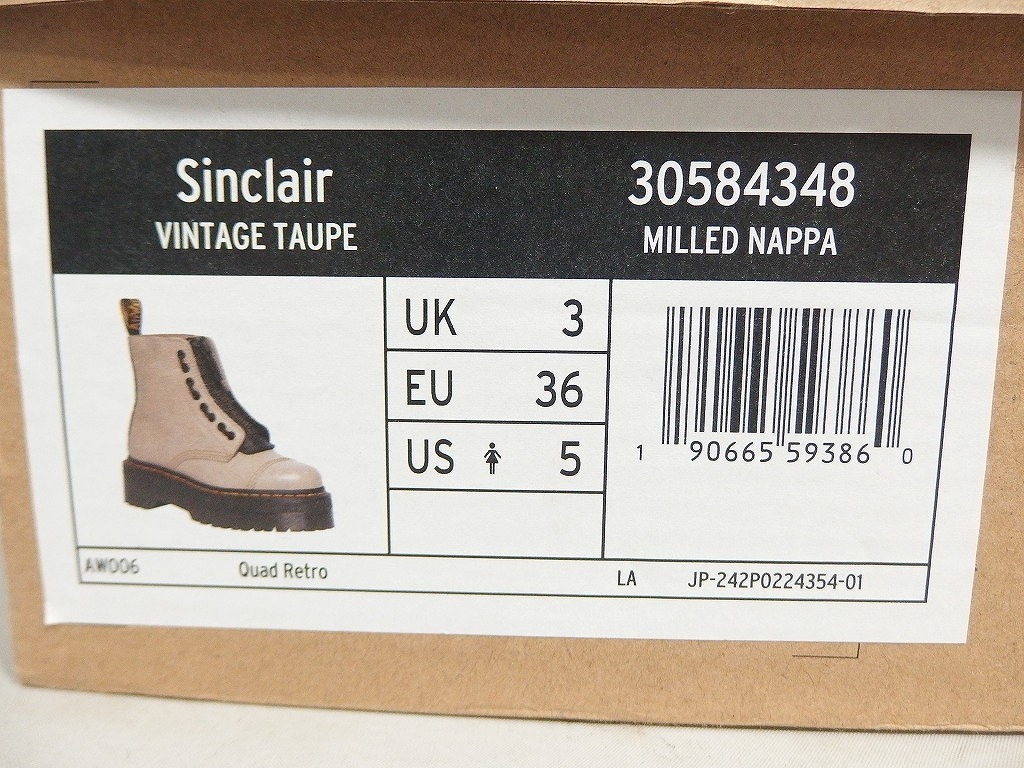 Sinclair
VINTAGE TAUPE
30584348
MILLED NAPPA
UK 3
EU 36
US 5
1 90665 59386 0
AW006 Quad Retro LA JP-242P0224354-01